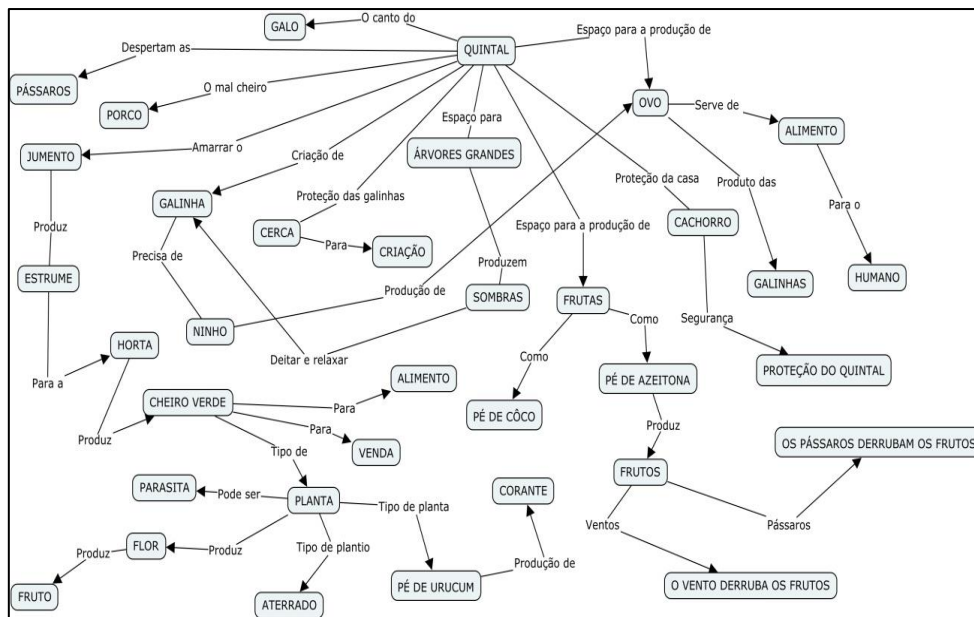 O canto do
GALO
Espaço para a produção de
Despertam as
QUINTAL
PÁSSAROS
O mal cheiro
PORCO
OVO
Serve de
ALIMENTO
Espaço para
JUMENTO
Amarrar o
Criação de
ÁRVORES GRANDES
Proteção da casa
Produto das
Proteção das galinhas
GALINHA
Espaço para a produção de
CACHORRO
Para o
Produz
CERCA
Para
CRIAÇÃO
Precisa de
Produzem
ESTRUME
GALINHAS
HUMANO
Produção de
SOMBRAS
FRUTAS
NINHO
Segurança
HORTA
Deitar e relaxar
Como
Como
PROTEÇÃO DO QUINTAL
Para a
ALIMENTO
PÉ DE AZEITONA
CHEIRO VERDE
Para
PÉ DE CÔCO
Produz
Para
VENDA
Produz
OS PÁSSAROS DERRUBAM OS FRUTOS
Tipo de
FRUTOS
PARASITA
Pode ser
PLANTA
CORANTE
Tipo de planta
Ventos
Pássaros
FLOR
Produz
Produz
Tipo de plantio
Produção de
FRUTO
ATERRADO
PÉ DE URUCUM
O VENTO DERRUBA OS FRUTOS